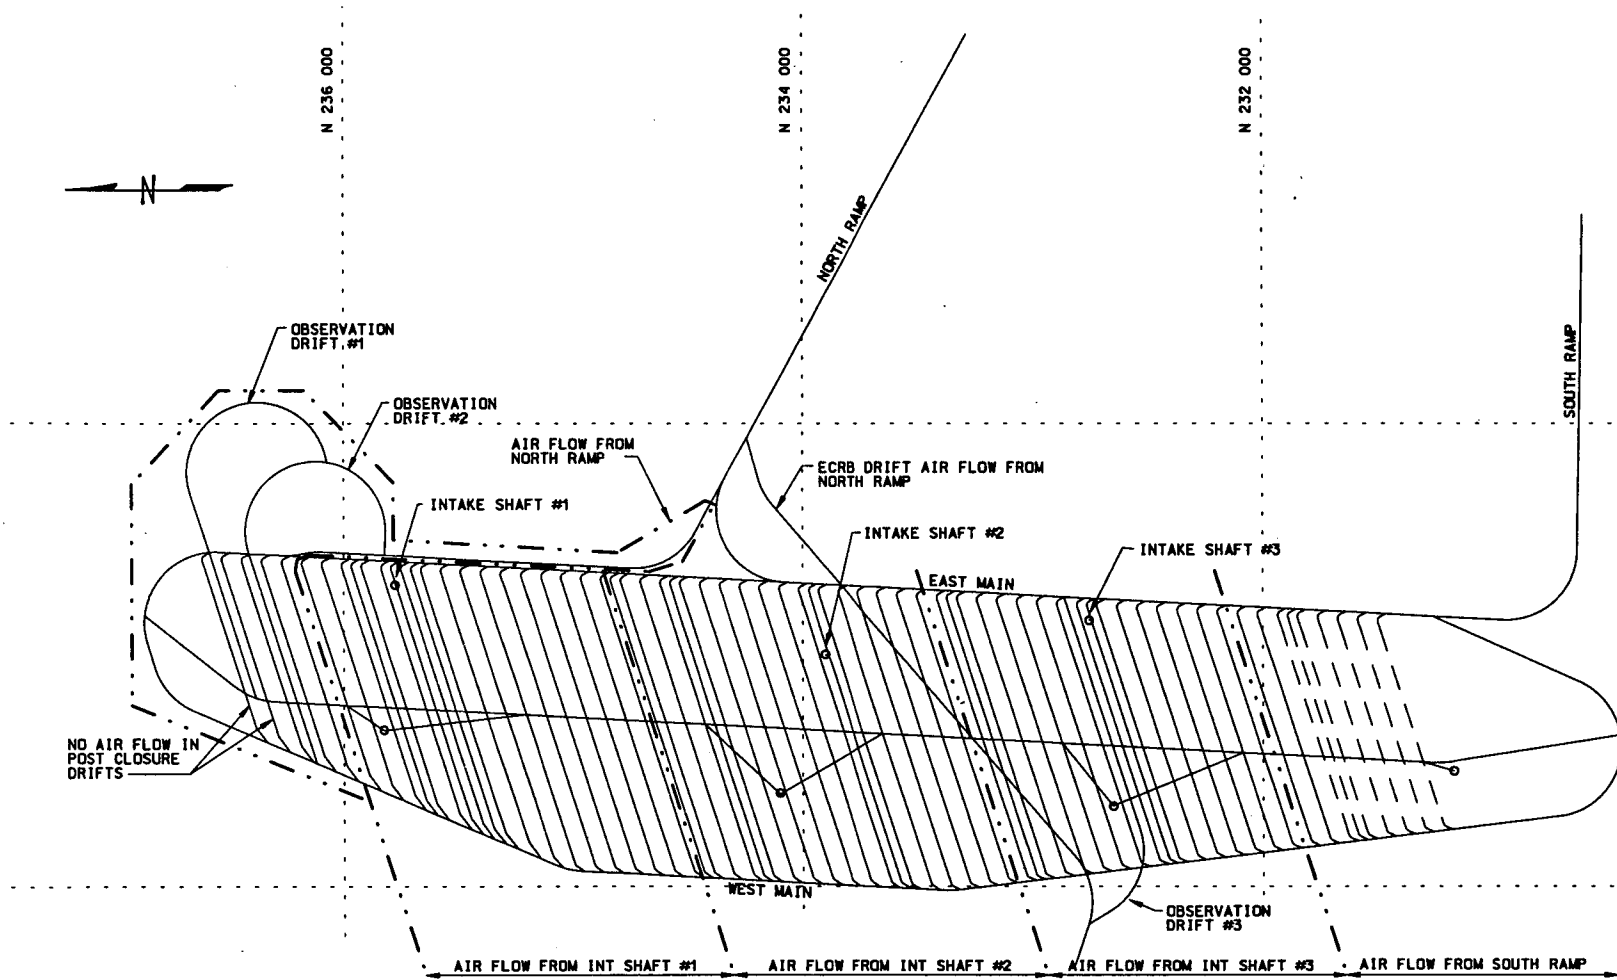 N 236 000
N 234 000
N 232 000
N
NORTH RAMP
SOUTH RAMP
OBSERVATION
DRIFT #1
OBSERVATION
DRIFT #2
AIR FLOW FROM
NORTH RAMP
ECRB DRIFT AIR FLOW FROM
NORTH RAMP
INTAKE SHAFT #1
INTAKE SHAFT #2
INTAKE SHAFT #3
EAST MAIN
NO AIR FLOW IN
POST CLOSURE
DRIFTS
WEST MAIN
OBSERVATION
DRIFT #3
AIR FLOW FROM INT SHAFT #1
AIR FLOW FROM INT SHAFT #2
AIR FLOW FROM INT SHAFT #3
AIR FLOW FROM SOUTH RAMP